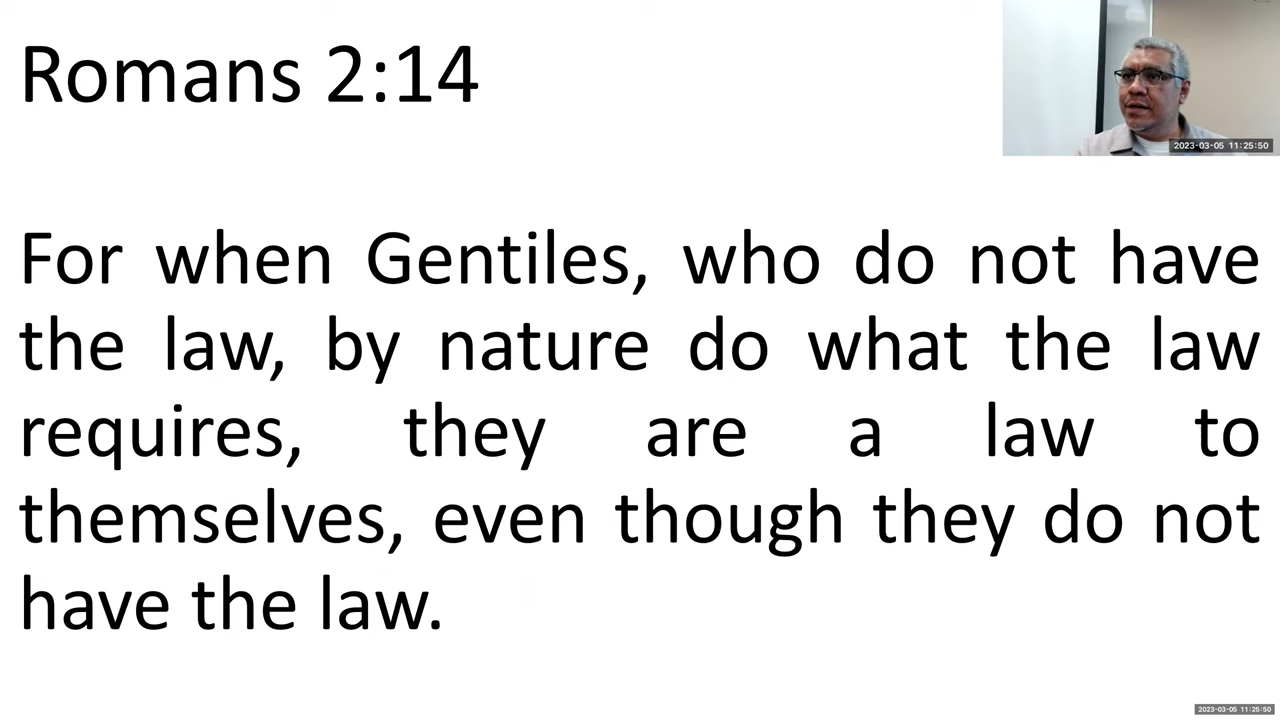 Romans 2:14
2023-03-05 11:25:50
For when Gentiles, who do not have
the law, by nature do what the law
requires, they are a law to
themselves, even though they do not
have the law.
2023-03-05 11:25:50